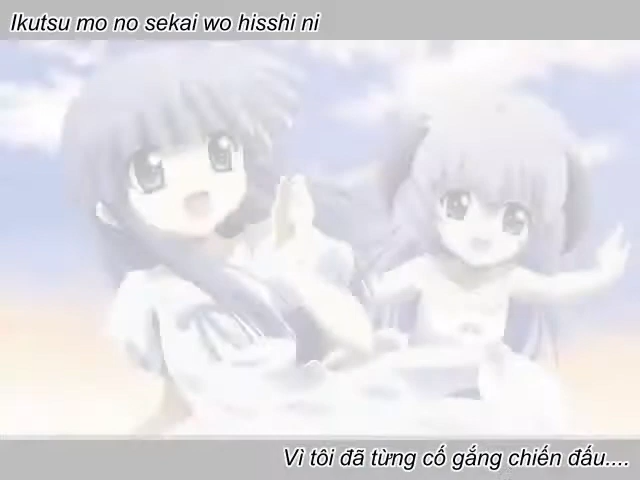 Ikutsu mo no sekai wo hisshi ni
Vì tôi đã từng cố gắng chiến đấu....